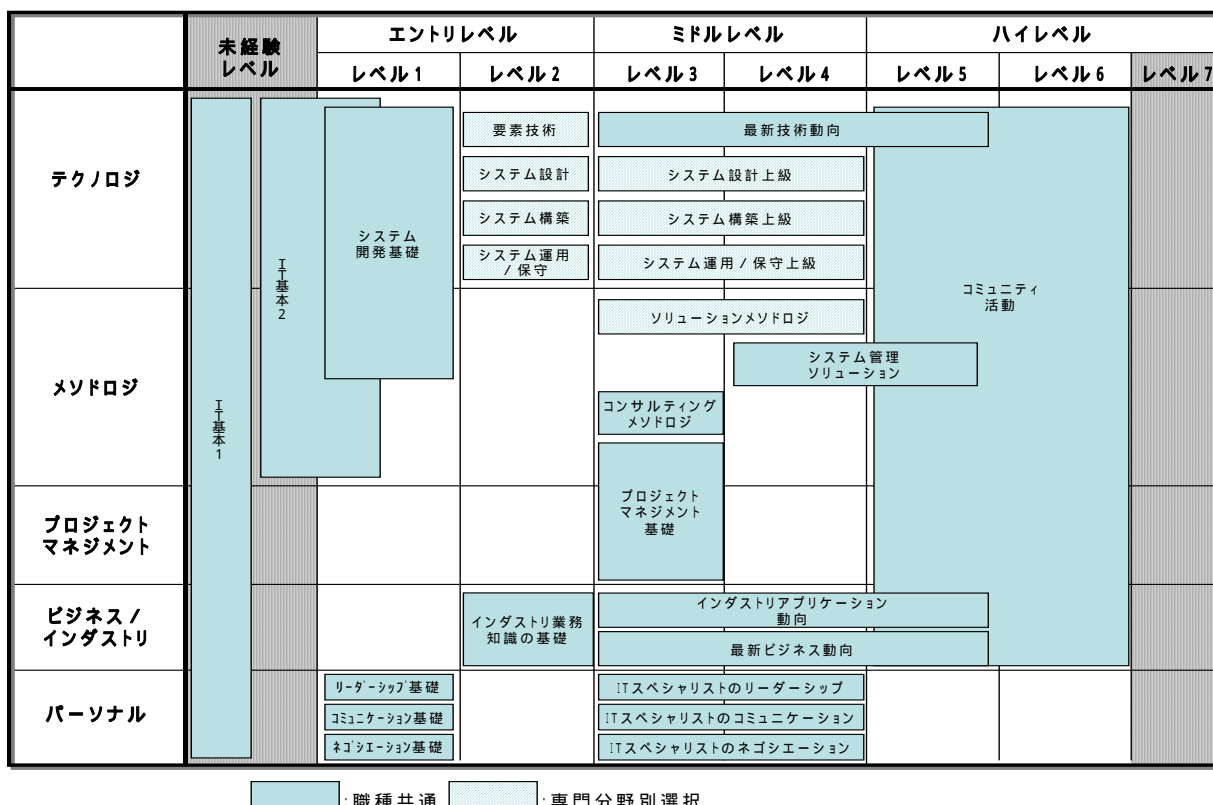 未経験
レベル
エントリレベル
ミドルレベル
ハイレベル
レベル1
レベル2
レベル3
レベル4
レベル5
レベル6
レベル7
テクノロジ
メソドロジ
プロジェクト
マネジメント
ビジネス/
インダストリ
パーソナル
IT基本1
IT基本2
システム
開発基礎
要素技術
システム設計
システム構築
システム運用
/保守
最新技術動向
システム設計上級
システム構築上級
システム運用/保守上級
コミュニティ
活動
ソリューションメソドロジ
システム管理
ソリューション
コンサルティング
メソドロジ
プロジェクト
マネジメント
基礎
インダストリ業務
知識の基礎
インダストリアプリケーション
動向
最新ビジネス動向
リーダーシップ基礎
コミュニケーション基礎
ネゴシエーション基礎
ITスペシャリストのリーダーシップ
ITスペシャリストのコミュニケーション
ITスペシャリストのネゴシエーション
:職種共通
:専門分野別選択